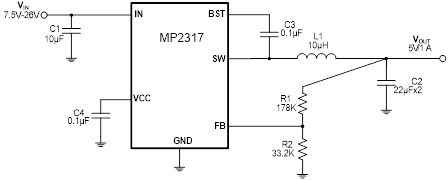 VIN
7.5V-26V
C1
10µF
IN
BST
MP2317
C3
0.1µF
SW
L1
10µH
VOUT
5V/1 A
C2
22µFx2
R1
178K
VCC
C4
0.1µF
FB
R2
33.2K
GND